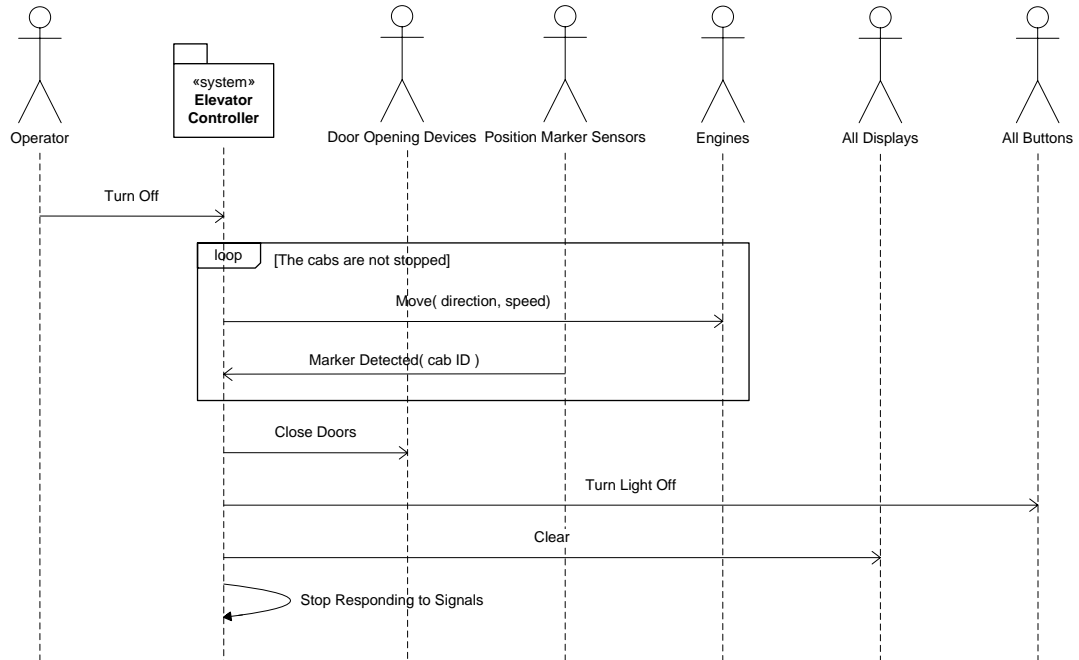 «system»
Elevator
Controller
Operator
Door Opening Devices
Position Marker Sensors
Engines
All Displays
All Buttons
Turn Off
loop
[The cabs are not stopped]
Move( direction, speed)
Marker Detected( cab ID )
Close Doors
Turn Light Off
Clear
Stop Responding to Signals